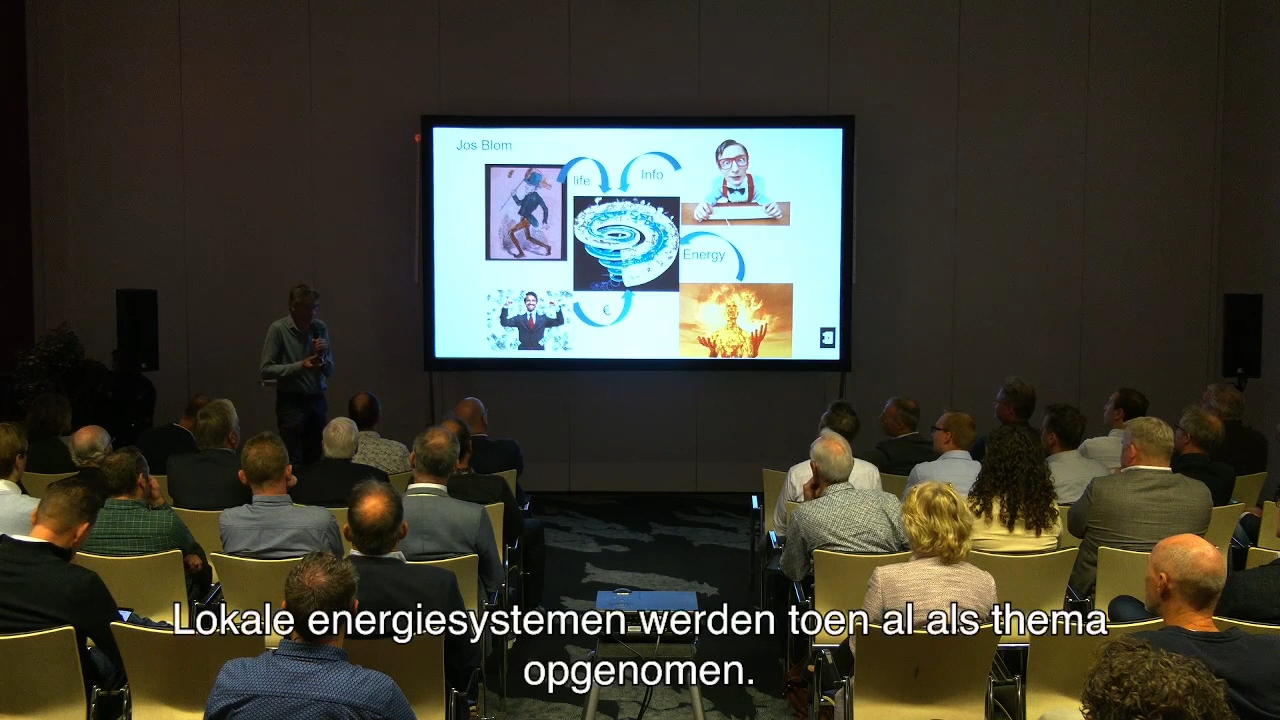 Jos Blom
life
Info
Energy
€
Lokale energiesystemen werden toen al als thema
opgenomen.